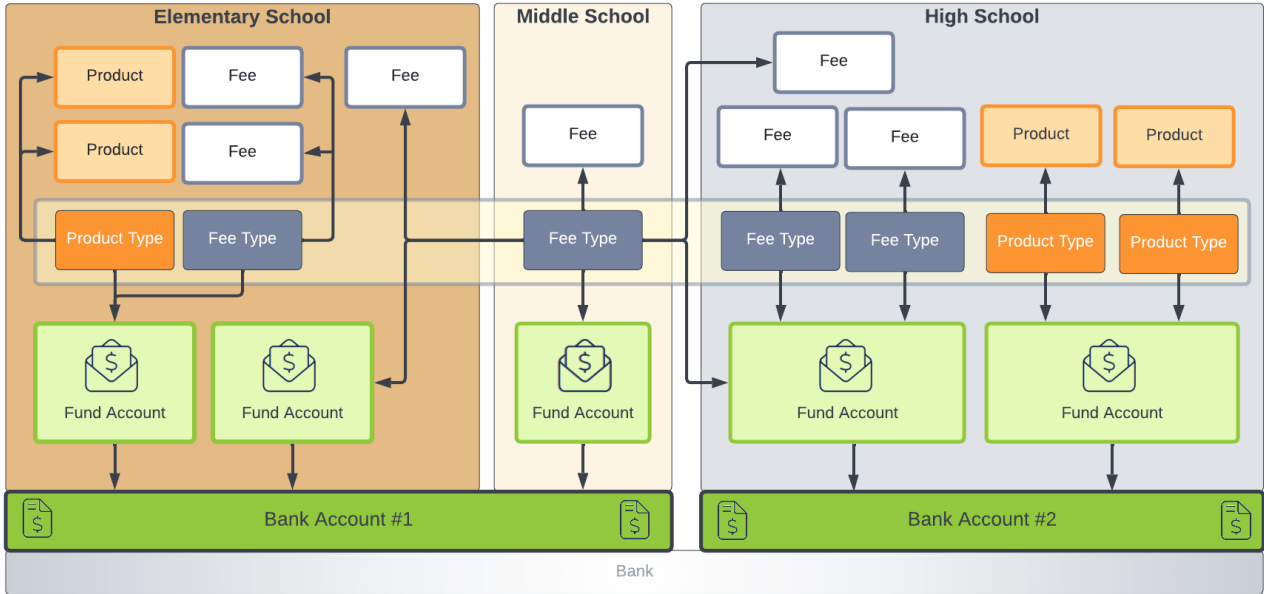 Elementary School
Middle School
High School
Product
Fee
Fee
Fee
Product
Fee
Fee
Fee
Fee
Product
Product
Product Type
Fee Type
Fee Type
Fee Type
Fee Type
Product Type
Product Type
$
Fund Account
$
Fund Account
$
Fund Account
$
Fund Account
$
Fund Account
$
Bank Account #1
$
$
Bank Account #2
$
Bank